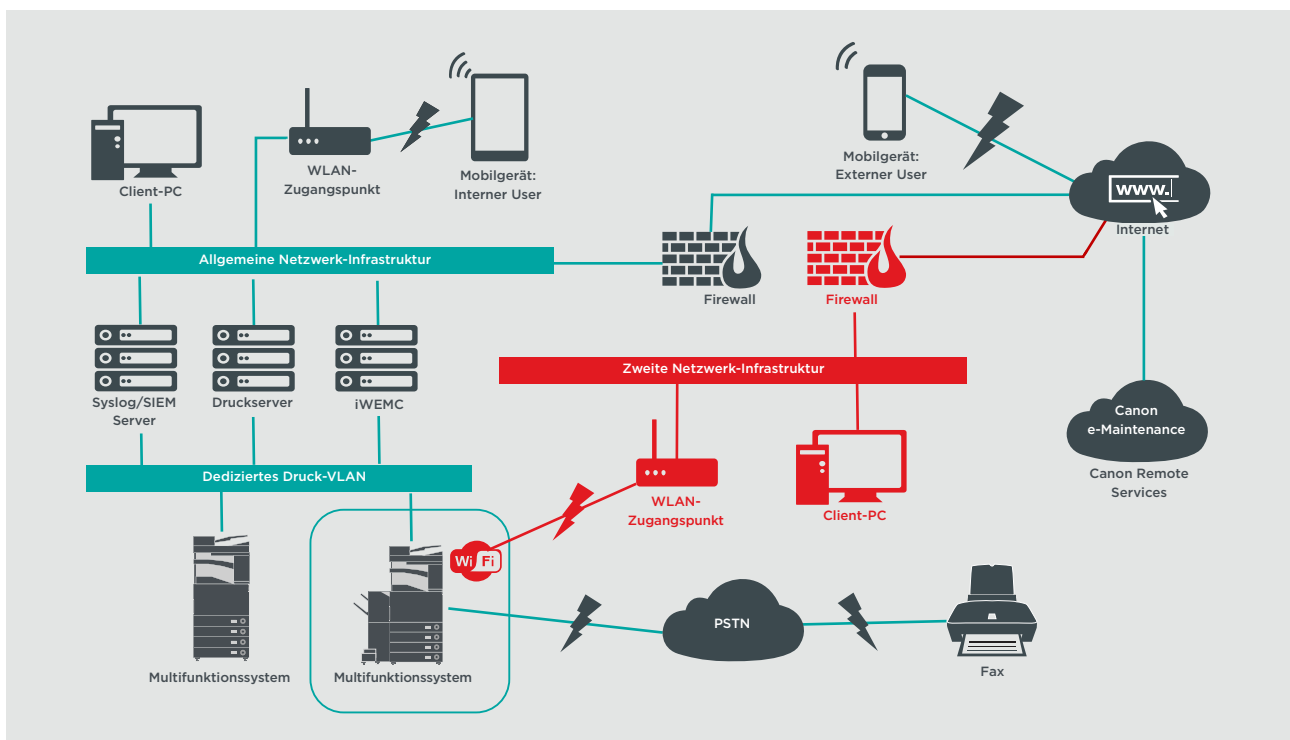 Client-PC
WLAN-
Zugangspunkt
Mobilgerät:
Interner User
Mobilgerät:
Externer User
www.
Internet
Allgemeine Netzwerk-Infrastruktur
Firewall
Firewall
Syslog/SIEM
Server
Druckserver
iWEMC
Zweite Netzwerk-Infrastruktur
Canon
e-Maintenance
Canon Remote
Services
Dediziertes Druck-VLAN
WLAN-
Zugangspunkt
Client-PC
WiFi
PSTN
Multifunktionssystem
Multifunktionssystem
Fax